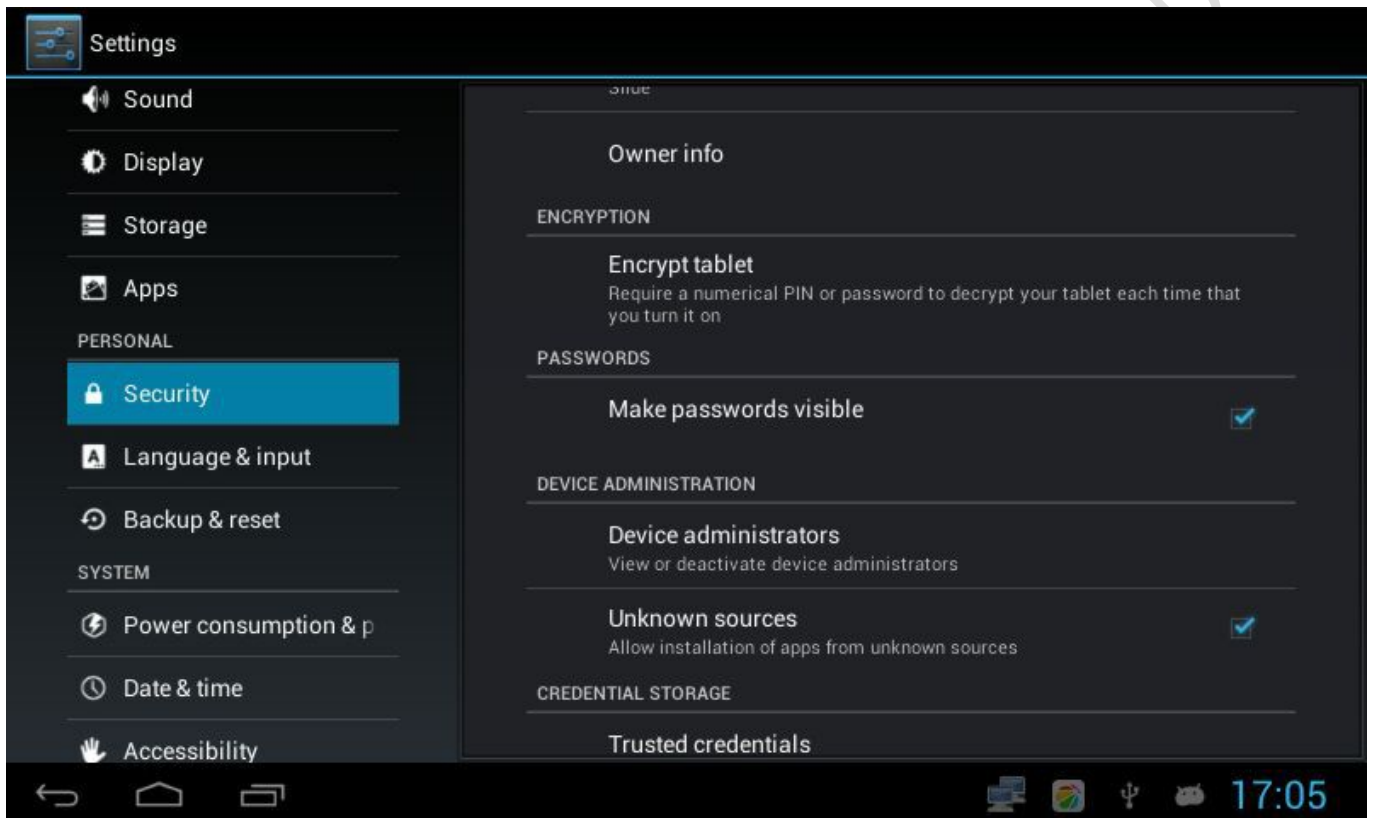 Settings
Sound
Display
Storage
Apps
PERSONAL
Security
Language & input
Backup & reset
SYSTEM
Power consumption & p
Date & time
Accessibility
Slide
Owner info
ENCRYPTION
Encrypt tablet
Require a numerical PIN or password to decrypt your tablet each time that
you turn it on
PASSWORDS
Make passwords visible
DEVICE ADMINISTRATION
Device administrators
View or deactivate device administrators
Unknown sources
Allow installation of apps from unknown sources
CREDENTIAL STORAGE
Trusted credentials
17:05